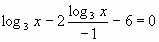 log₃ x − 2 (log₃ x)/(−1) − 6 = 0